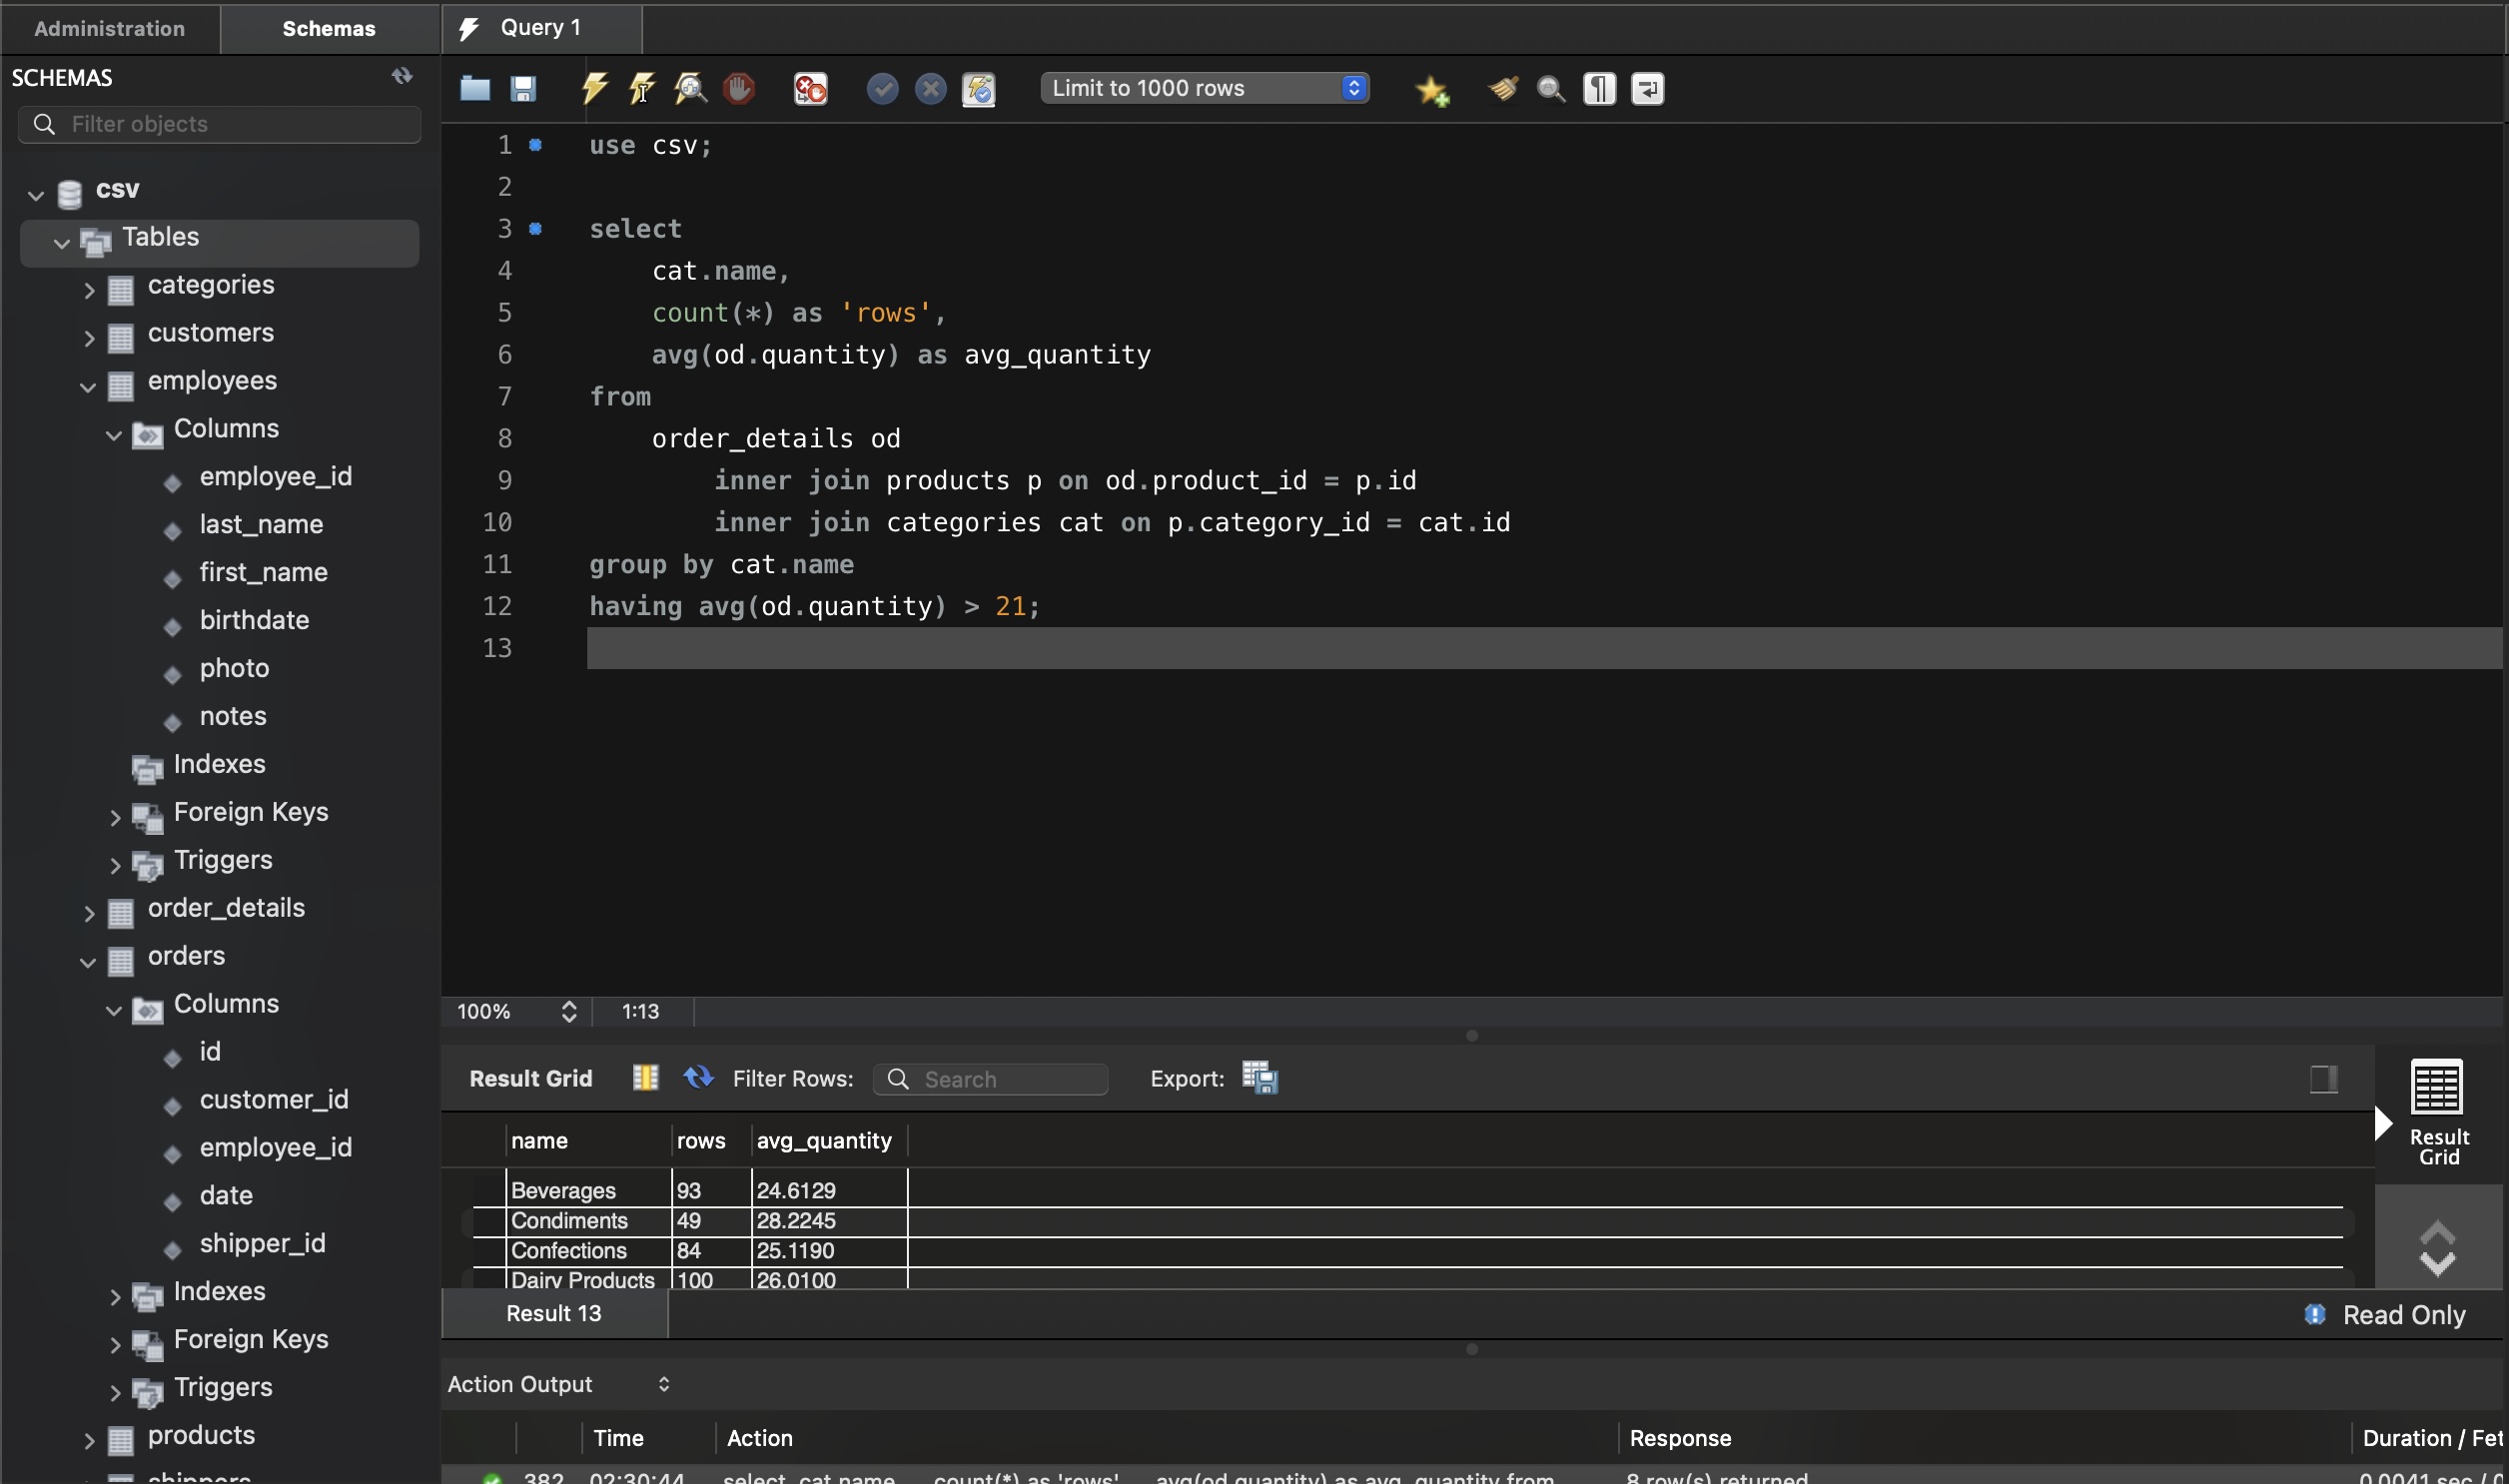 Administration
Schemas
Query 1
SCHEMAS
Filter objects
Limit to 1000 rows
csv
Tables
categories
customers
employees
Columns
employee_id
last_name
first_name
birthdate
photo
notes
Indexes
Foreign Keys
Triggers
order_details
orders
Columns
id
customer_id
employee_id
date
shipper_id
Indexes
Foreign Keys
Triggers
products
shippers
1 use csv;
2
3 select
4 cat.name,
5 count(*) as 'rows',
6 avg(od.quantity) as avg_quantity
7 from
8 order_details od
9 inner join products p on od.product_id = p.id
10 inner join categories cat on p.category_id = cat.id
11 group by cat.name
12 having avg(od.quantity) > 21;
13
100% 1:13
Result Grid Filter Rows: Search Export:
name rows avg_quantity
Beverages 93 24.6129
Condiments 49 28.2245
Confections 84 25.1190
Dairy Products 100 26.0100
Result Grid
Result 13
Read Only
Action Output
Time Action Response Duration / Fet
382 02:30:44 select cat.name, count(*) as 'rows', avg(od.quantity) as avg_quantity from 8 row(s) returned 0.0041 sec / 0